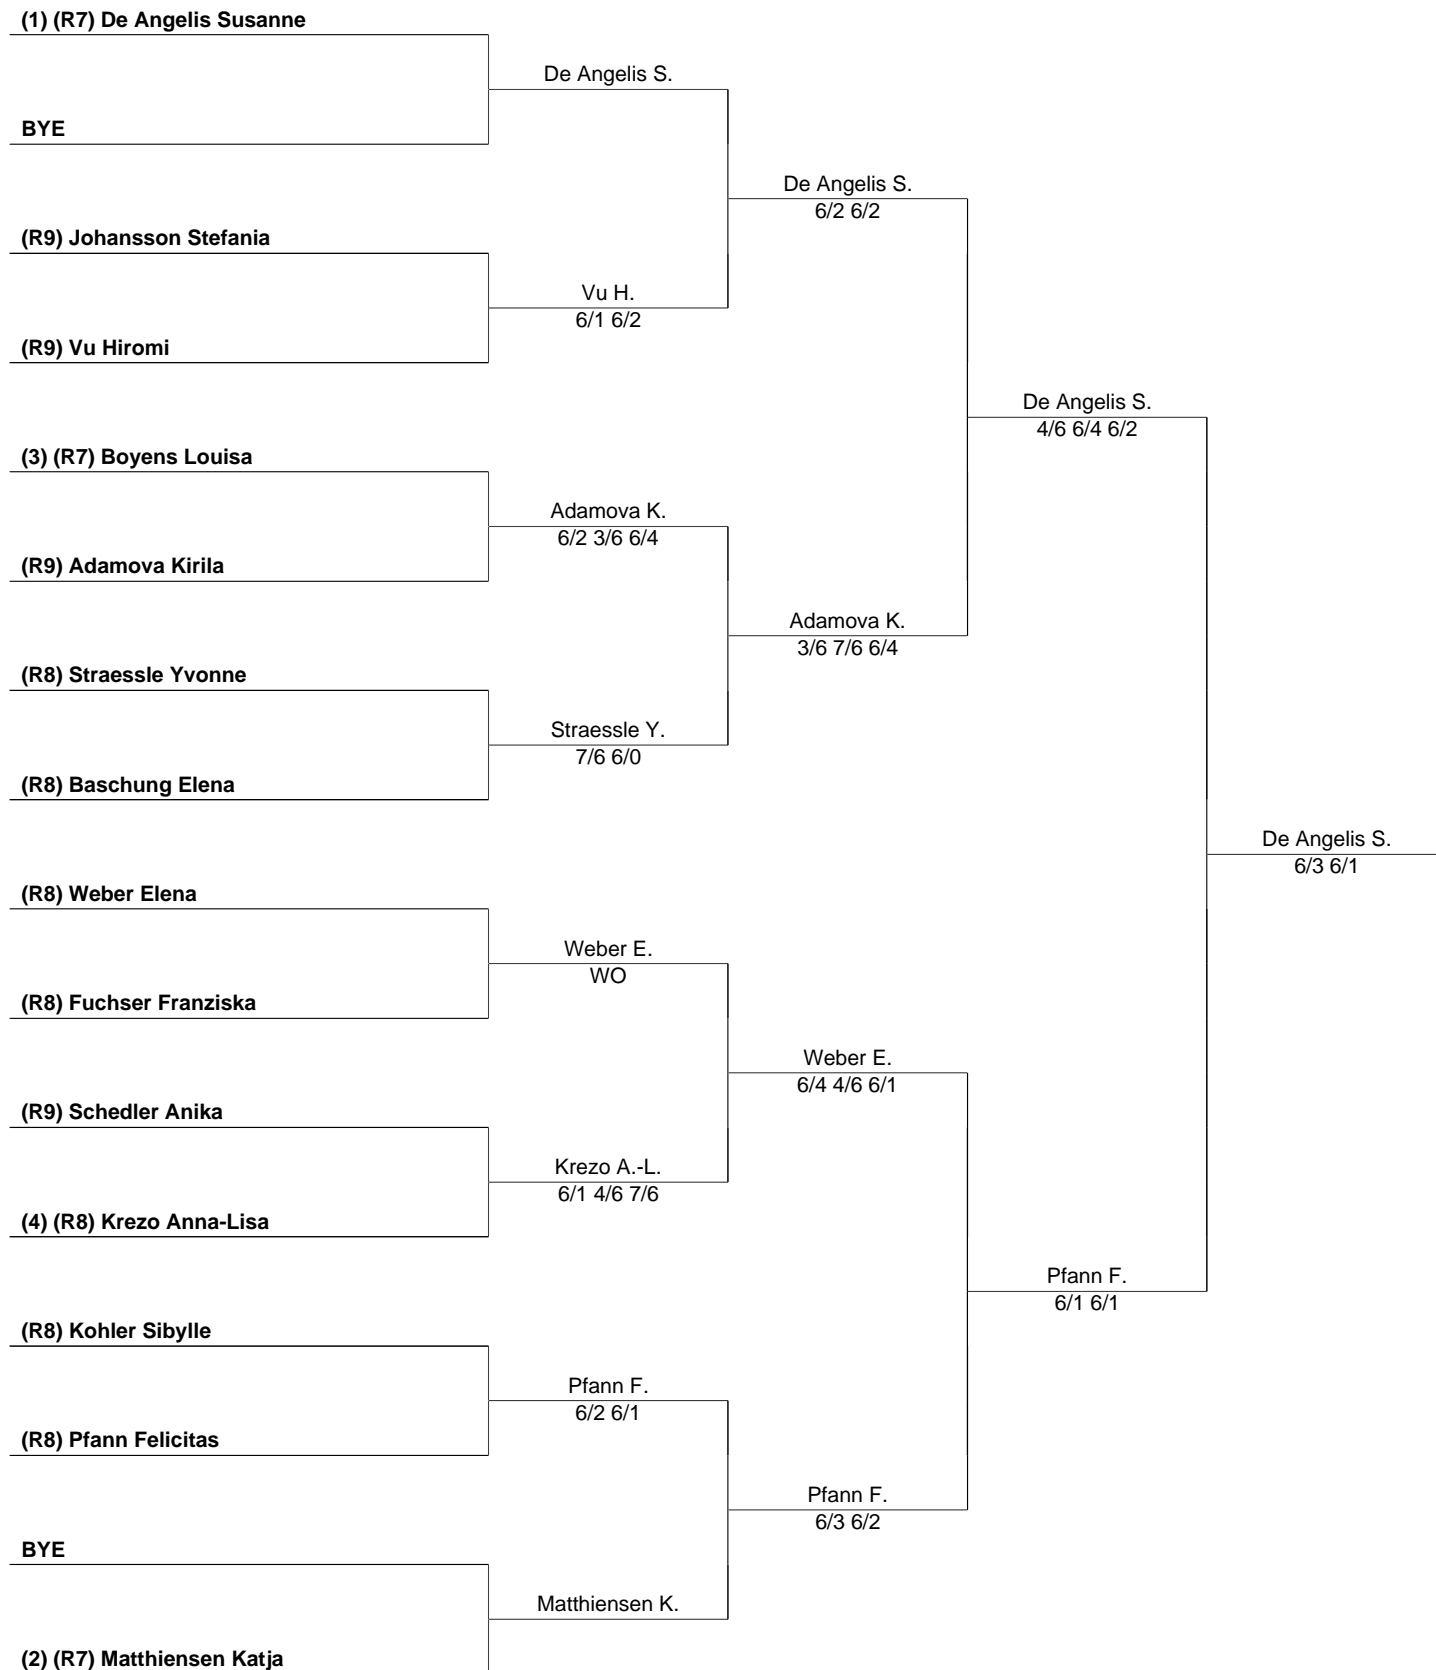 (1) (R7) De Angelis Susanne
De Angelis S.
BYE
De Angelis S.
6/2 6/2
(R9) Johansson Stefania
Vu H.
6/1 6/2
(R9) Vu Hiromi
De Angelis S.
4/6 6/4 6/2
(3) (R7) Boyens Louisa
Adamova K.
6/2 3/6 6/4
(R9) Adamova Kirila
Adamova K.
3/6 7/6 6/4
(R8) Straessle Yvonne
Straessle Y.
7/6 6/0
(R8) Baschung Elena
De Angelis S.
6/3 6/1
(R8) Weber Elena
Weber E.
WO
(R8) Fuchser Franziska
Weber E.
6/4 4/6 6/1
(R9) Schedler Anika
Krezo A.-L.
6/1 4/6 7/6
(4) (R8) Krezo Anna-Lisa
Pfann F.
6/1 6/1
(R8) Kohler Sibylle
Pfann F.
6/2 6/1
(R8) Pfann Felicitas
Pfann F.
6/3 6/2
BYE
Matthiensen K.
(2) (R7) Matthiensen Katja